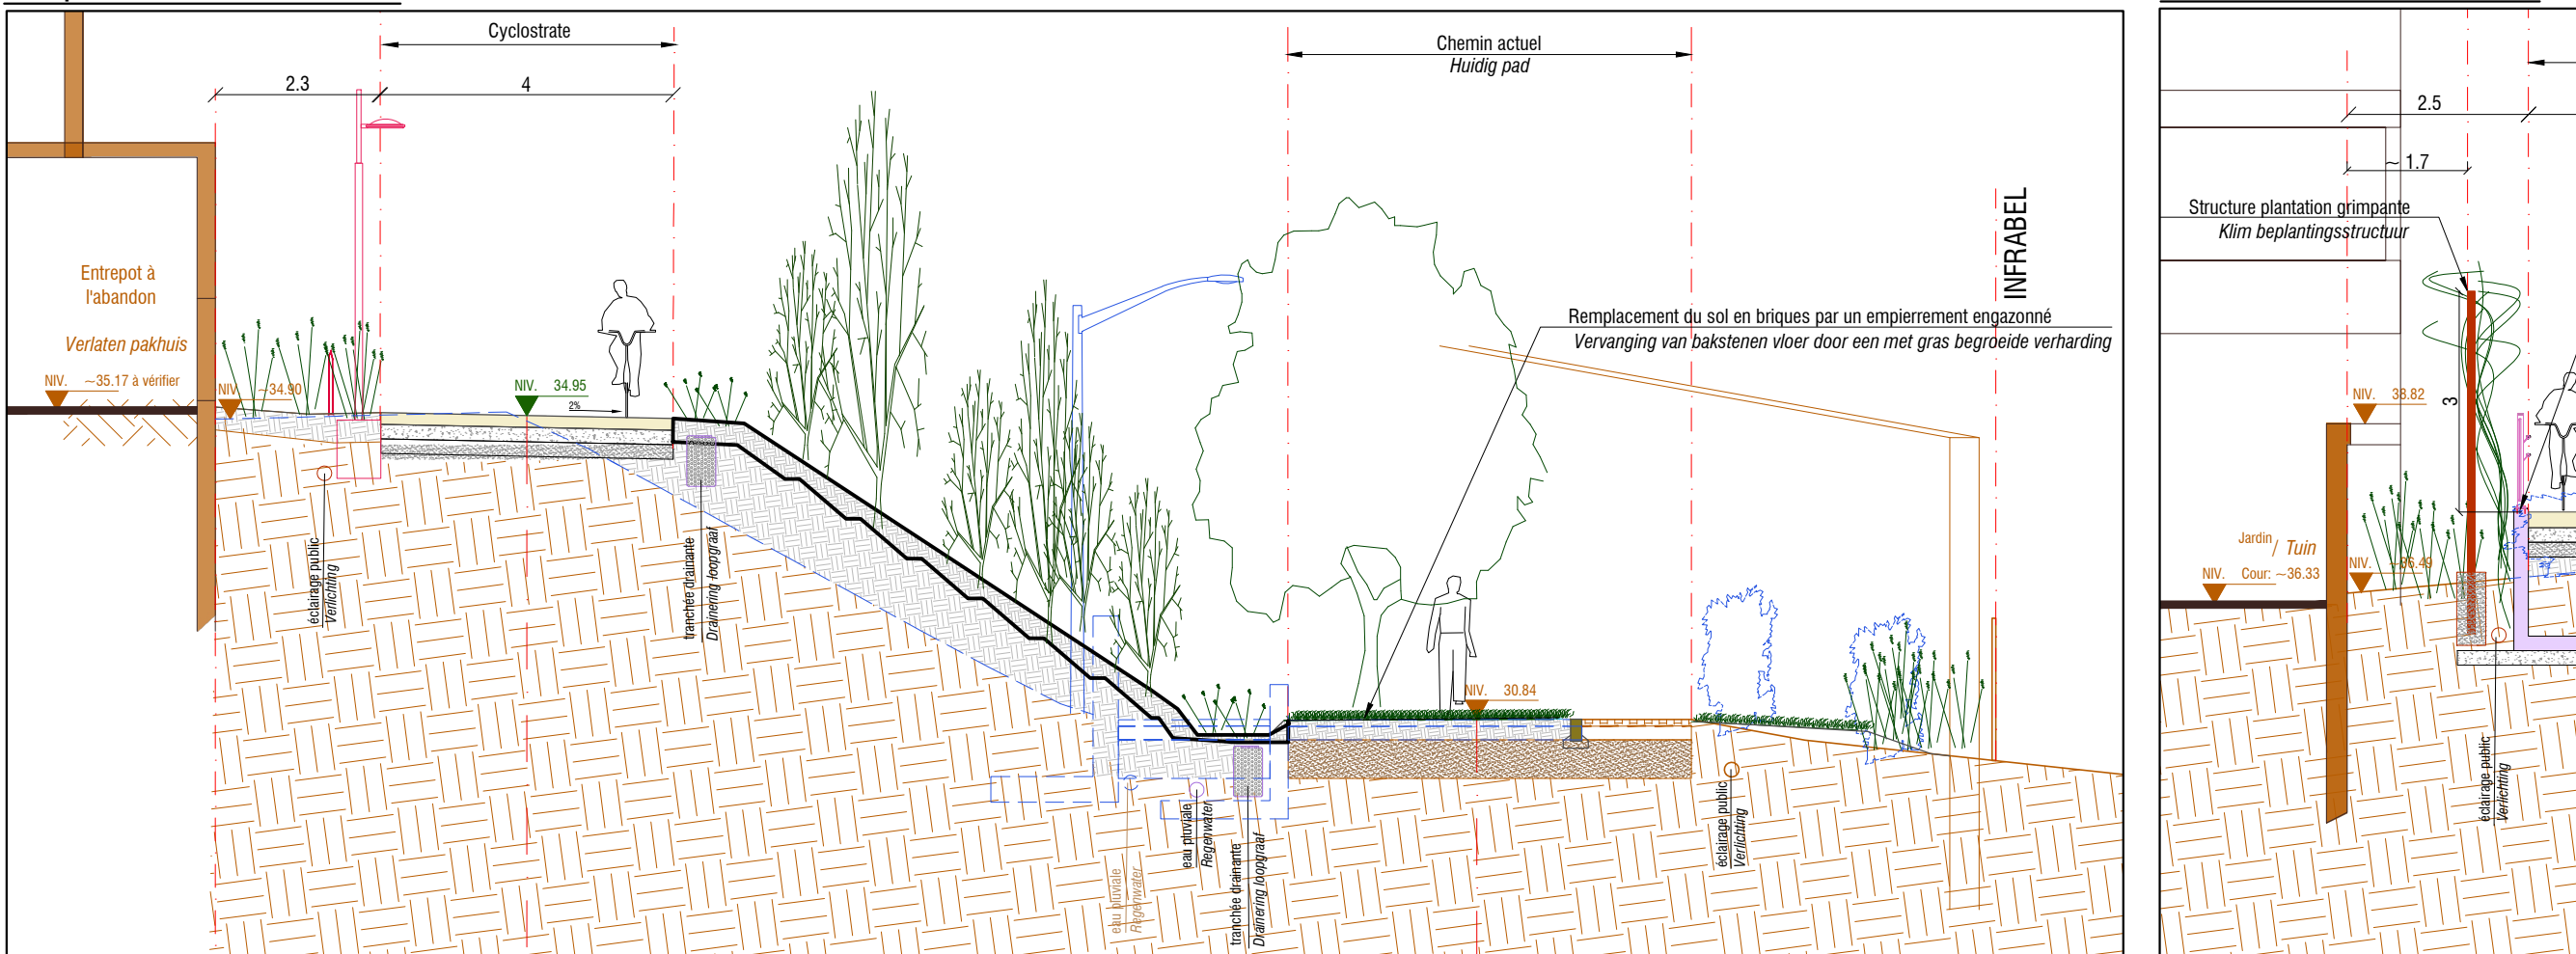 Cyclostrate
2.3
4
Chemin actuel
Huidig pad
INFRABEL
Entrepot à
l'abandon
Verlaten pakhuis
NIV. ~35.17 à vérifier
NIV. ~34.90
NIV. 34.95
2%
Remplacement du sol en briques par un empierrement engazonné
Vervanging van bakstenen vloer door een met gras begroeide verharding
NIV. 30.84
éclairage public
Verlichting
tranchée drainante
Drainering loopgraaf
eau pluviale
Regenwater
eau pluviale
Regenwater
tranchée drainante
Drainering loopgraaf
éclairage public
Verlichting
2.5
~ 1.7
Structure plantation grimpante
Klim beplantingsstructuur
3
NIV. 38.82
Jardin / Tuin
NIV. Cour: ~36.33
NIV. ~36.49
éclairage public
Verlichting